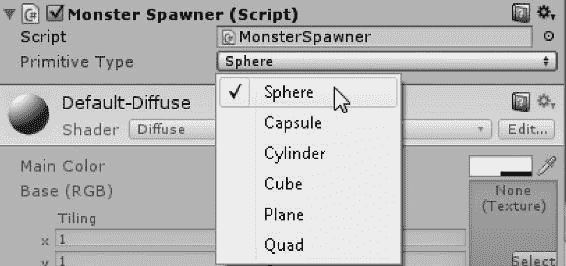 Monster Spawner (Script)
Script MonsterSpawner
Primitive Type Sphere
Sphere
Capsule
Cylinder
Cube
Plane
Quad
Default-Diffuse
Shader Diffuse Edit...
Main Color
Base (RGB)
None
(Texture)
Tiling
x 1
y 1
Select